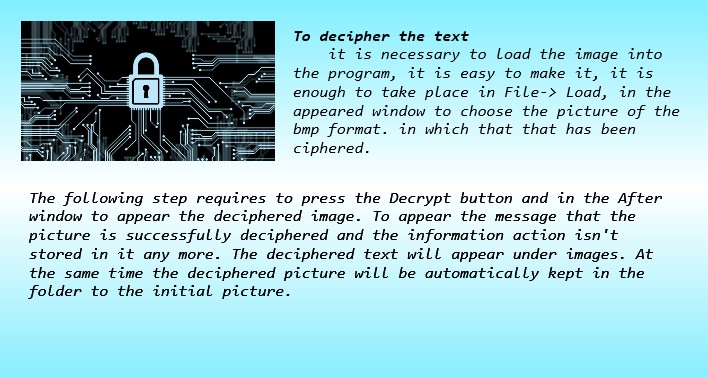 To decipher the text
it is necessary to load the image into
the program, it is easy to make it, it is
enough to take place in File-> Load, in the
appeared window to choose the picture of the
bmp format. in which that that has been
ciphered.
The following step requires to press the Decrypt button and in the After
window to appear the deciphered image. To appear the message that the
picture is successfully deciphered and the information action isn't
stored in it any more. The deciphered text will appear under images. At
the same time the deciphered picture will be automatically kept in the
folder to the initial picture.